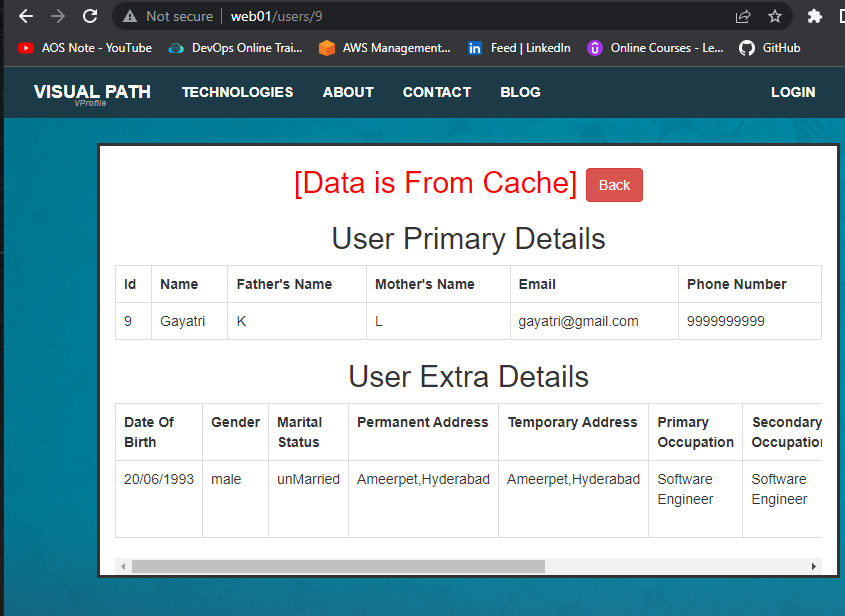 Not secure | web01/users/9
AOS Note - YouTube DevOps Online Trai... AWS Management... Feed | LinkedIn Online Courses - Le... GitHub
VISUAL PATH TECHNOLOGIES ABOUT CONTACT BLOG LOGIN
VProfile
[Data is From Cache] Back
User Primary Details
Id Name Father's Name Mother's Name Email Phone Number
9 Gayatri K L gayatri@gmail.com 9999999999
User Extra Details
Date Of Gender Marital Permanent Address Temporary Address Primary Secondary
Birth Status Occupation Occupation
20/06/1993 male unMarried Ameerpet,Hyderabad Ameerpet,Hyderabad Software Software
Engineer Engineer